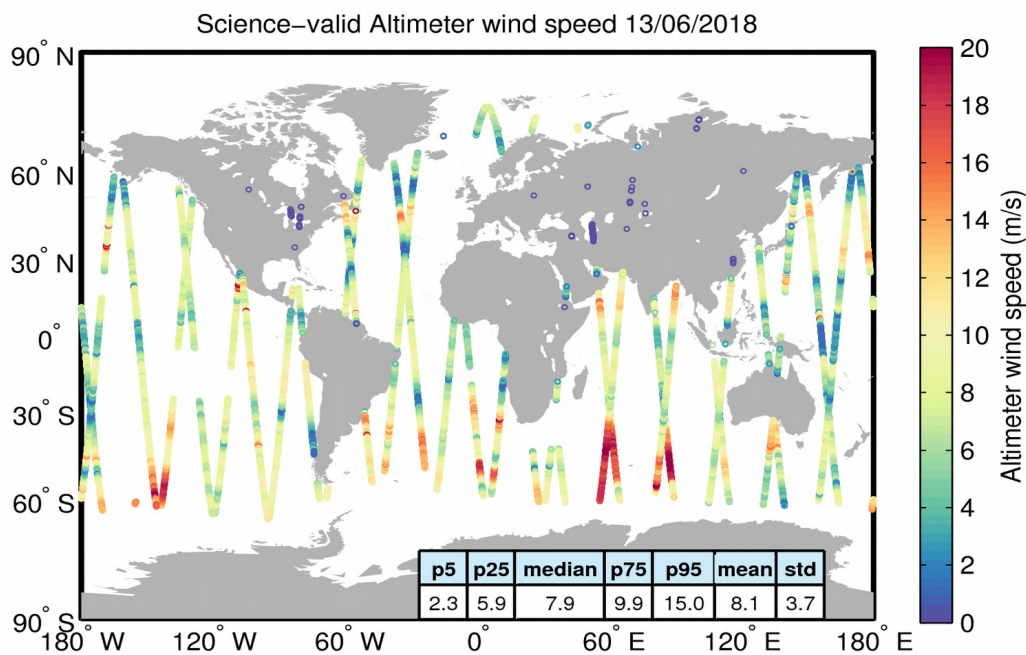 Science-valid Altimeter wind speed 13/06/2018
90° N
60° N
30° N
0°
30° S
60° S
90° S
180° W
120° W
60° W
0°
60° E
120° E
180° E
p5 p25 median p75 p95 mean std
2.3 5.9 7.9 9.9 15.0 8.1 3.7
20
18
16
14
12
10
8
6
4
2
0
Altimeter wind speed (m/s)